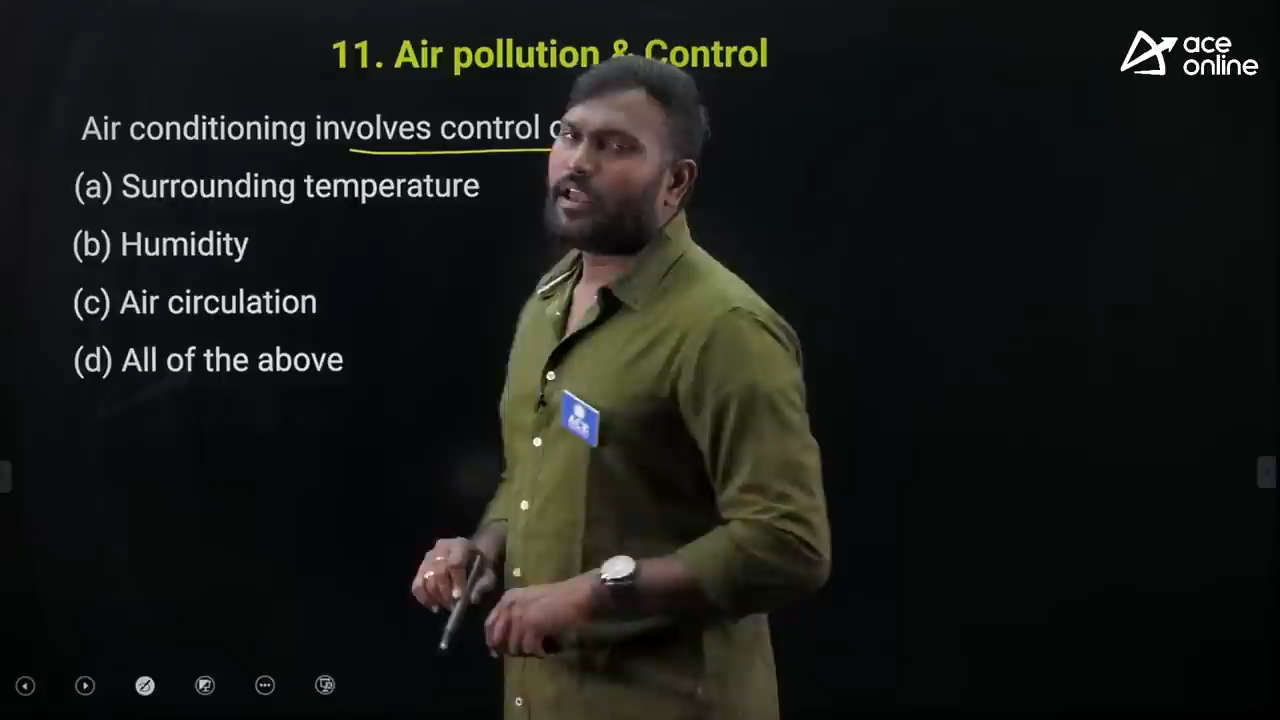 11. Air pollution & Control
ace
online
Air conditioning involves control
(a) Surrounding temperature
(b) Humidity
(c) Air circulation
(d) All of the above
ACE